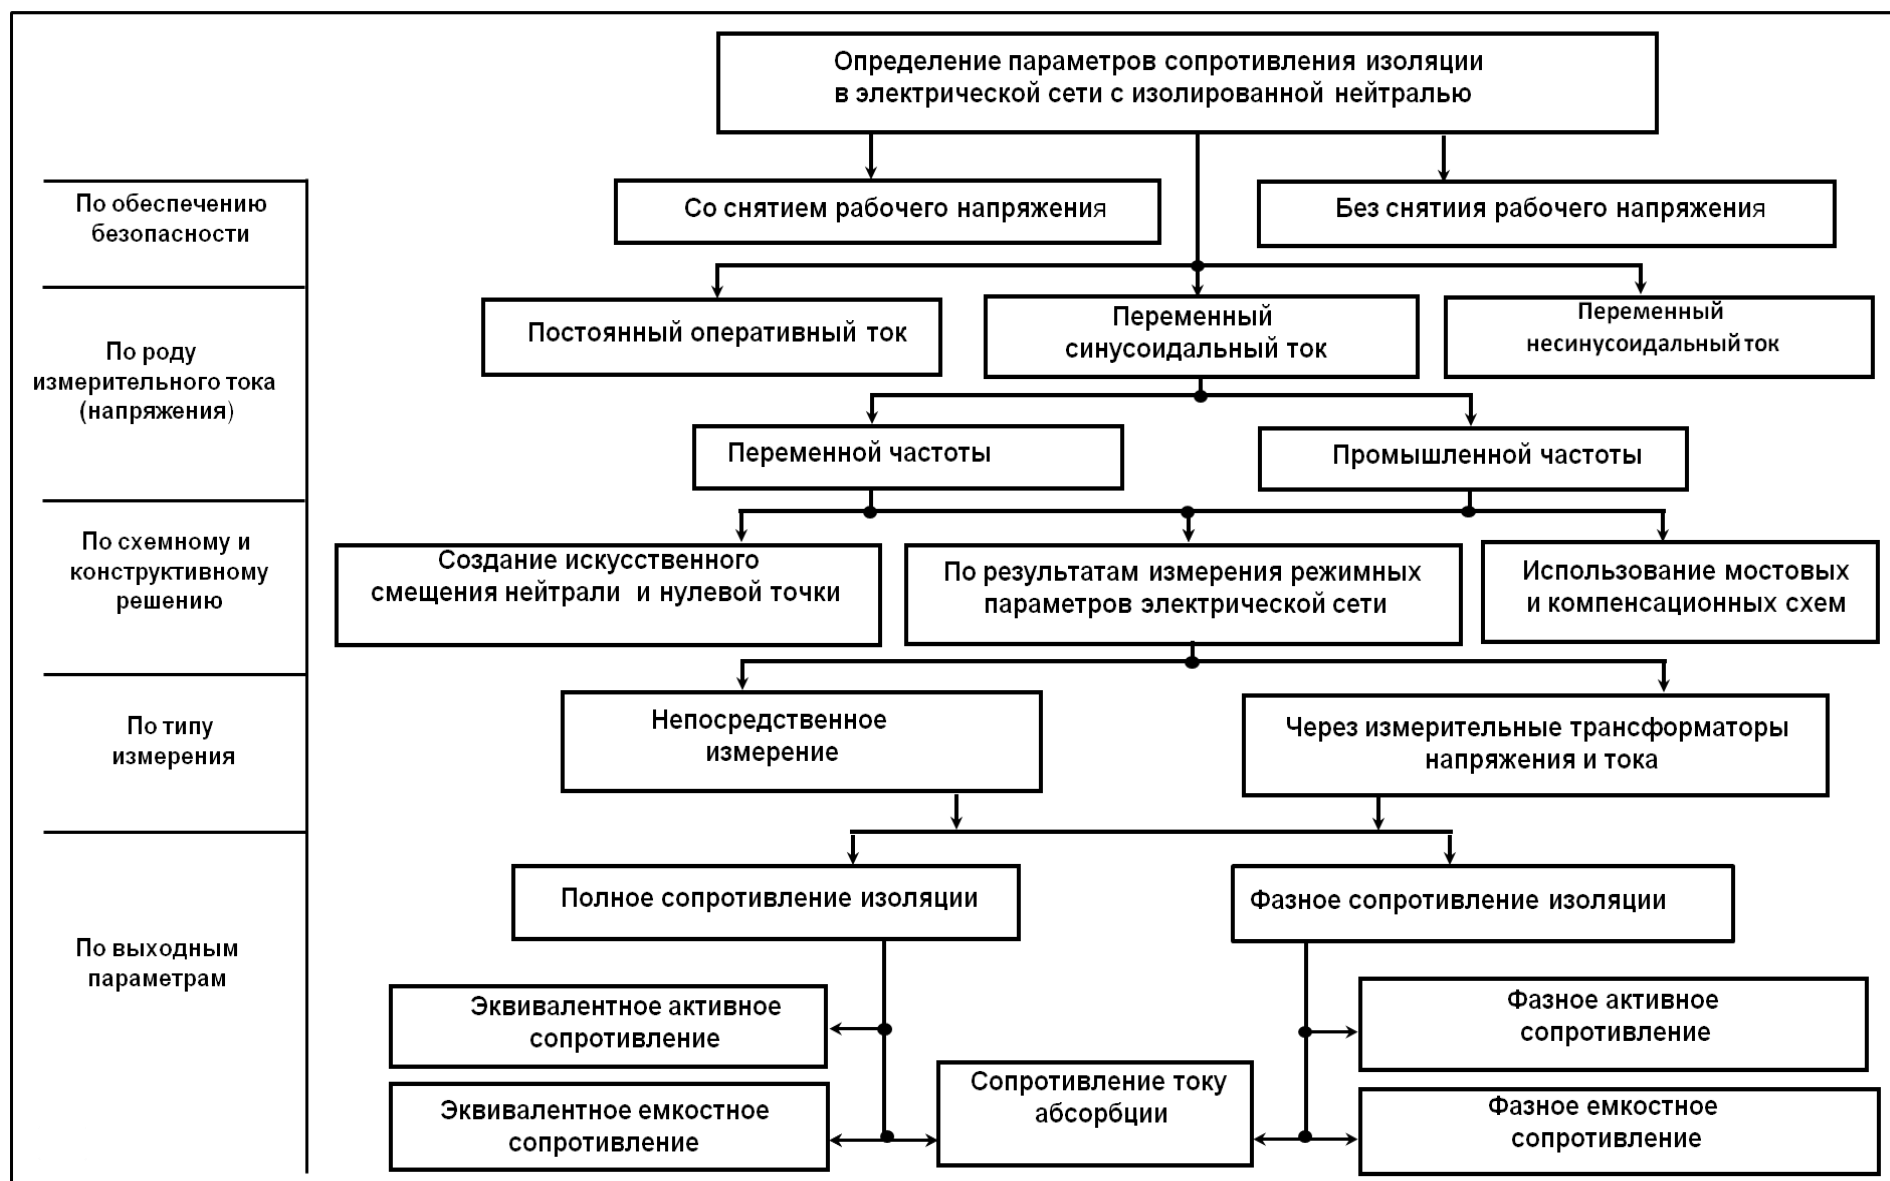 Определение параметров сопротивления изоляции
в электрической сети с изолированной нейтралью
По обеспечению
безопасности
Со снятием рабочего напряжения
Без снятиия рабочего напряжения
По роду
измерительного тока
(напряжения)
Постоянный оперативный ток
Переменный
синусоидальный ток
Переменный
несинусоидальный ток
Переменной частоты
Промышленной частоты
По схемному и
конструктивному
решению
Создание искусственного
смещения нейтрали и нулевой точки
По результатам измерения режимных
параметров электрической сети
Использование мостовых
и компенсационных схем
По типу
измерения
Непосредственное
измерение
Через измерительные трансформаторы
напряжения и тока
По выходным
параметрам
Полное сопротивление изоляции
Фазное сопротивление изоляции
Эквивалентное активное
сопротивление
Фазное активное
сопротивление
Эквивалентное емкостное
сопротивление
Сопротивление току
абсорбции
Фазное емкостное
сопротивление